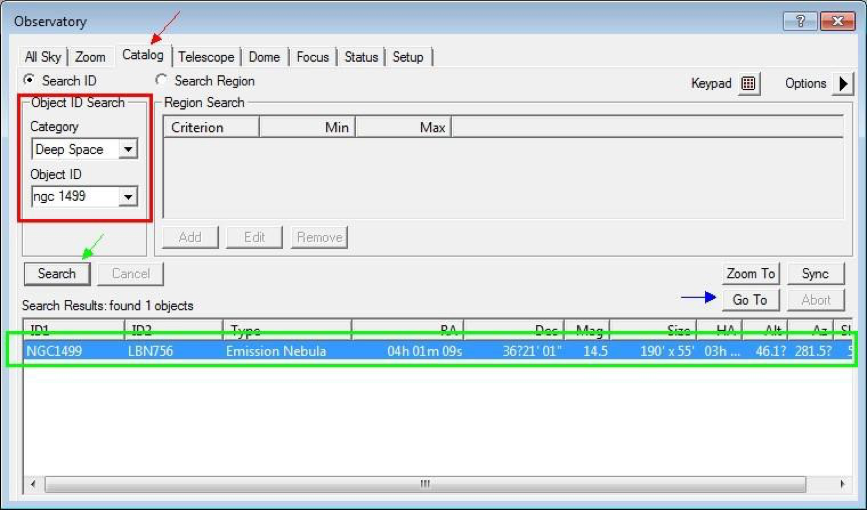 Observatory
All Sky Zoom Catalog Telescope Dome Focus Status Setup
Search ID Search Region Keypad Options
Object ID Search Region Search
Category Criterion Min Max
Deep Space
Object ID
ngc 1499
Add Edit Remove
Search Cancel Zoom To Sync
Search Results: found 1 objects Go To Abort
ID1 ID2 Type RA Dec Mag Size HA Alt Az
NGC1499 LBN756 Emission Nebula 04h 01m 09s 36?21' 01" 14.5 190' x 55' 03h ... 46.1? 281.5? 5